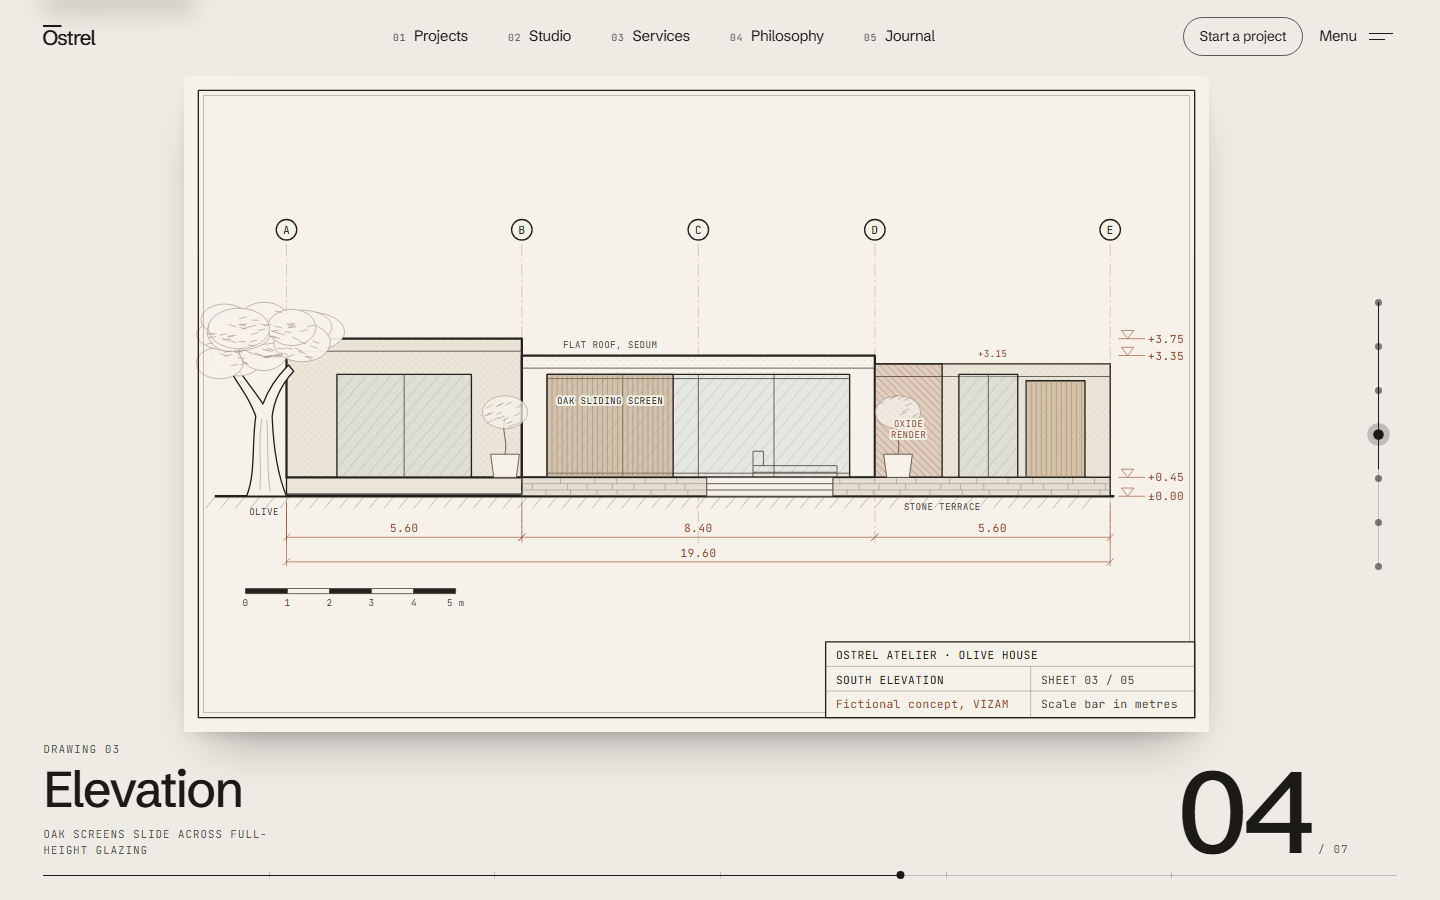 Ostrel
01 Projects
02 Studio
03 Services
04 Philosophy
05 Journal
Start a project
Menu
A
B
C
D
E
FLAT ROOF, SEDUM
+3.15
+3.75
+3.35
OAK SLIDING SCREEN
OXIDE
RENDER
+0.45
±0.00
OLIVE
STONE TERRACE
5.60
8.40
5.60
19.60
0 1 2 3 4 5 m
OSTREL ATELIER · OLIVE HOUSE
SOUTH ELEVATION
SHEET 03 / 05
Fictional concept, VIZAM
Scale bar in metres
DRAWING 03
Elevation
OAK SCREENS SLIDE ACROSS FULL-
HEIGHT GLAZING
04 / 07